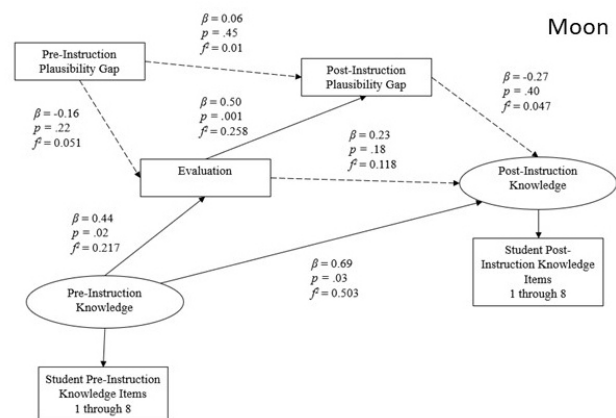 Moon
β = 0.06
p = .45
f² = 0.01
Pre-Instruction
Plausibility Gap
Post-Instruction
Plausibility Gap
β = -0.16
p = .22
f² = 0.051
β = 0.50
p = .001
f² = 0.258
β = -0.27
p = .40
f² = 0.047
β = 0.23
p = .18
f² = 0.118
Evaluation
Post-Instruction
Knowledge
β = 0.44
p = .02
f² = 0.217
β = 0.69
p = .03
f² = 0.503
Student Post-
Instruction Knowledge
Items
1 through 8
Pre-Instruction
Knowledge
Student Pre-Instruction
Knowledge Items
1 through 8